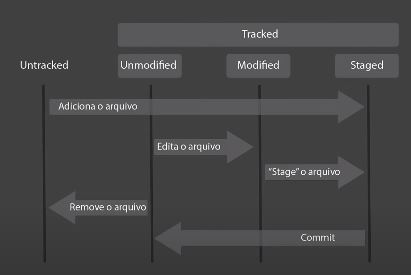 Tracked
Untracked
Unmodified
Modified
Staged
Adiciona o arquivo
Edita o arquivo
“Stage” o arquivo
Remove o arquivo
Commit